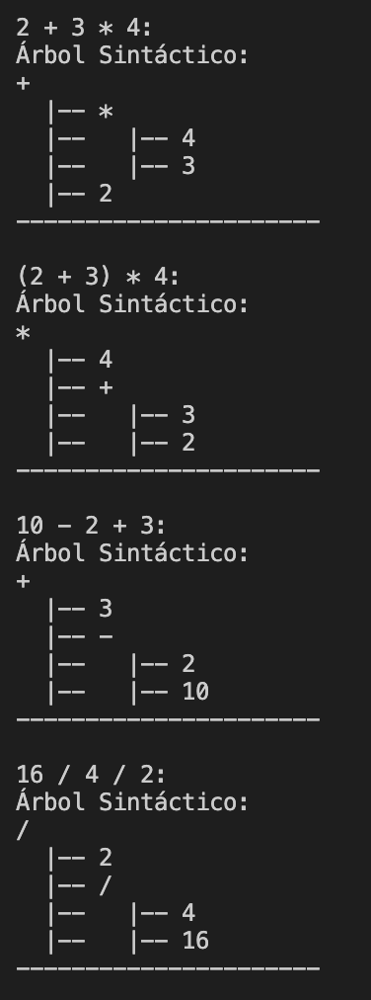 2 + 3 * 4:
Árbol Sintáctico:
+
  |-- *
  |--   |-- 4
  |--   |-- 3
  |-- 2
----------------------

(2 + 3) * 4:
Árbol Sintáctico:
*
  |-- 4
  |-- +
  |--   |-- 3
  |--   |-- 2
----------------------

10 - 2 + 3:
Árbol Sintáctico:
+
  |-- 3
  |-- -
  |--   |-- 2
  |--   |-- 10
----------------------

16 / 4 / 2:
Árbol Sintáctico:
/
  |-- 2
  |-- /
  |--   |-- 4
  |--   |-- 16
----------------------